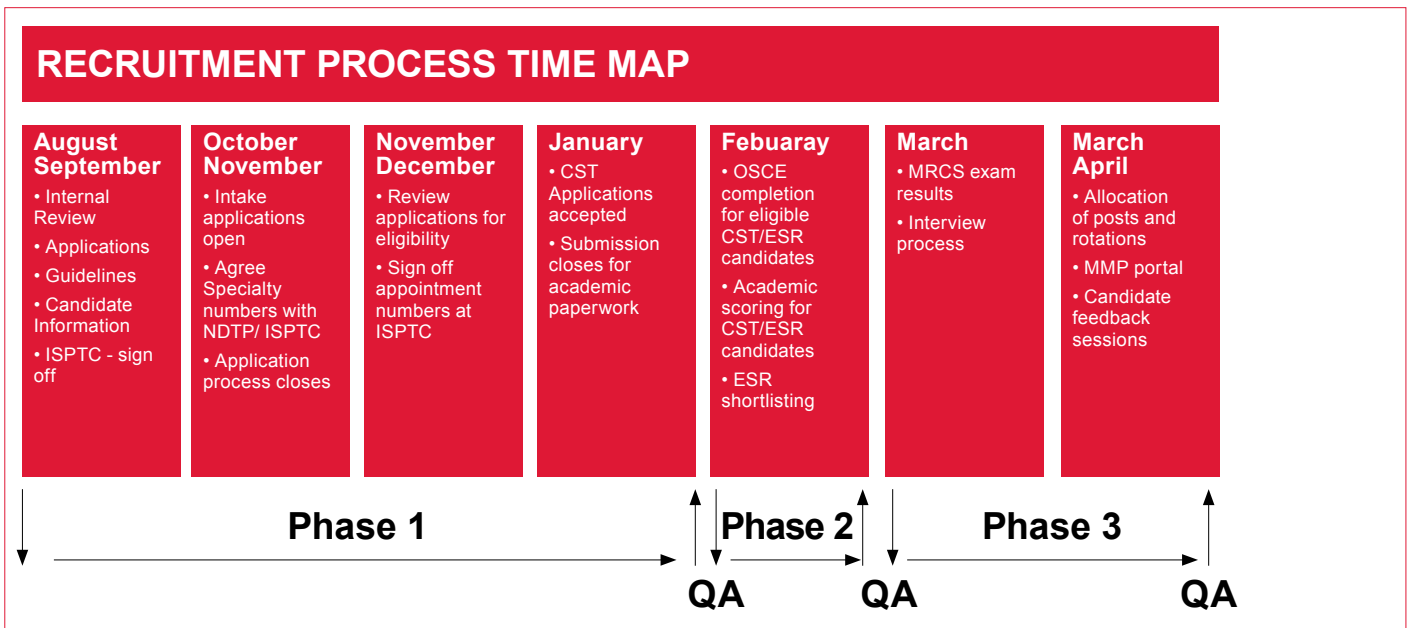 RECRUITMENT PROCESS TIME MAP
August
September
• Internal
Review
• Applications
• Guidelines
• Candidate
Information
• ISPTC - sign
off
October
November
• Intake
applications
open
• Agree
Specialty
numbers with
NDTP/ ISPTC
• Application
process closes
November
December
• Review
applications for
eligibility
• Sign off
appointment
numbers at
ISPTC
January
• CST
Applications
accepted
• Submission
closes for
academic
paperwork
Febuaray
• OSCE
completion
for eligible
CST/ESR
candidates
• Academic
scoring for
CST/ESR
candidates
• ESR
shortlisting
March
• MRCS exam
results
• Interview
process
March
April
• Allocation
of posts and
rotations
• MMP portal
• Candidate
feedback
sessions
Phase 1
Phase 2
Phase 3
QA
QA
QA